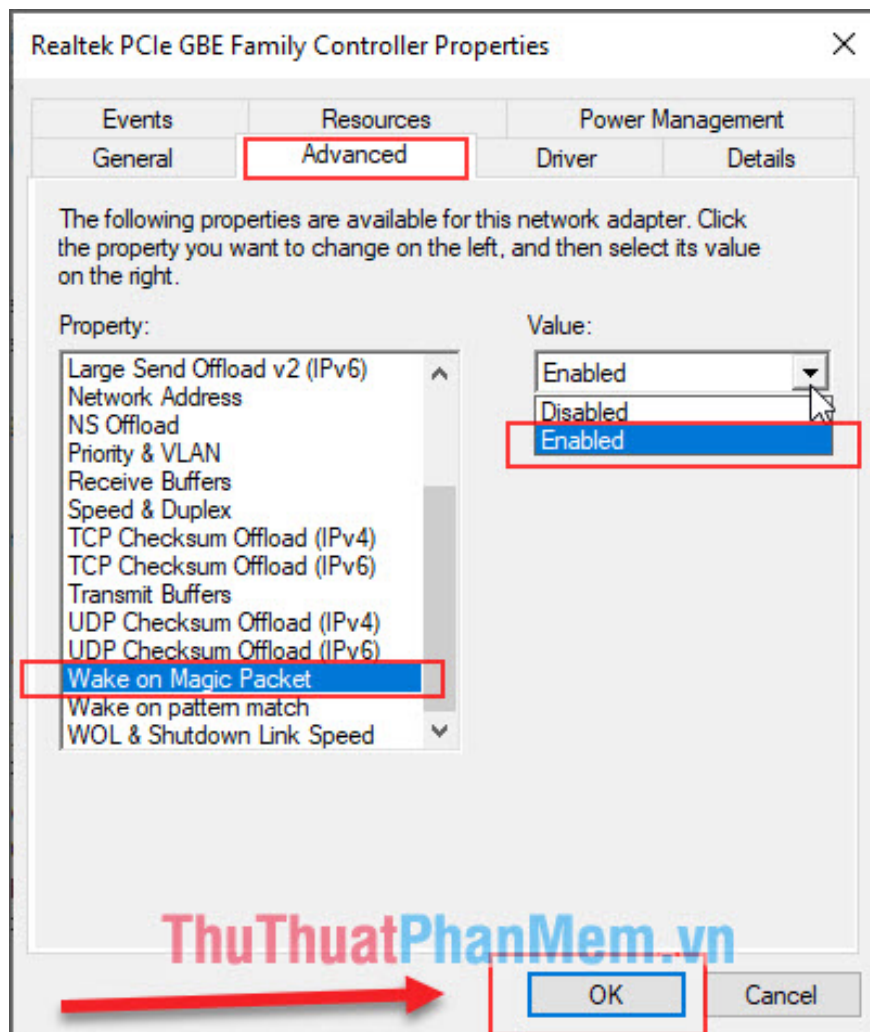 Realtek PCIe GBE Family Controller Properties
Events Resources Power Management
General Advanced Driver Details
The following properties are available for this network adapter. Click
the property you want to change on the left, and then select its value
on the right.
Property:
Value:
Large Send Offload v2 (IPv6)
Network Address
NS Offload
Priority & VLAN
Receive Buffers
Speed & Duplex
TCP Checksum Offload (IPv4)
TCP Checksum Offload (IPv6)
Transmit Buffers
UDP Checksum Offload (IPv4)
UDP Checksum Offload (IPv6)
Wake on Magic Packet
Wake on pattern match
WOL & Shutdown Link Speed
Enabled
Disabled
Enabled
ThuThuatPhanMem.vn
OK Cancel